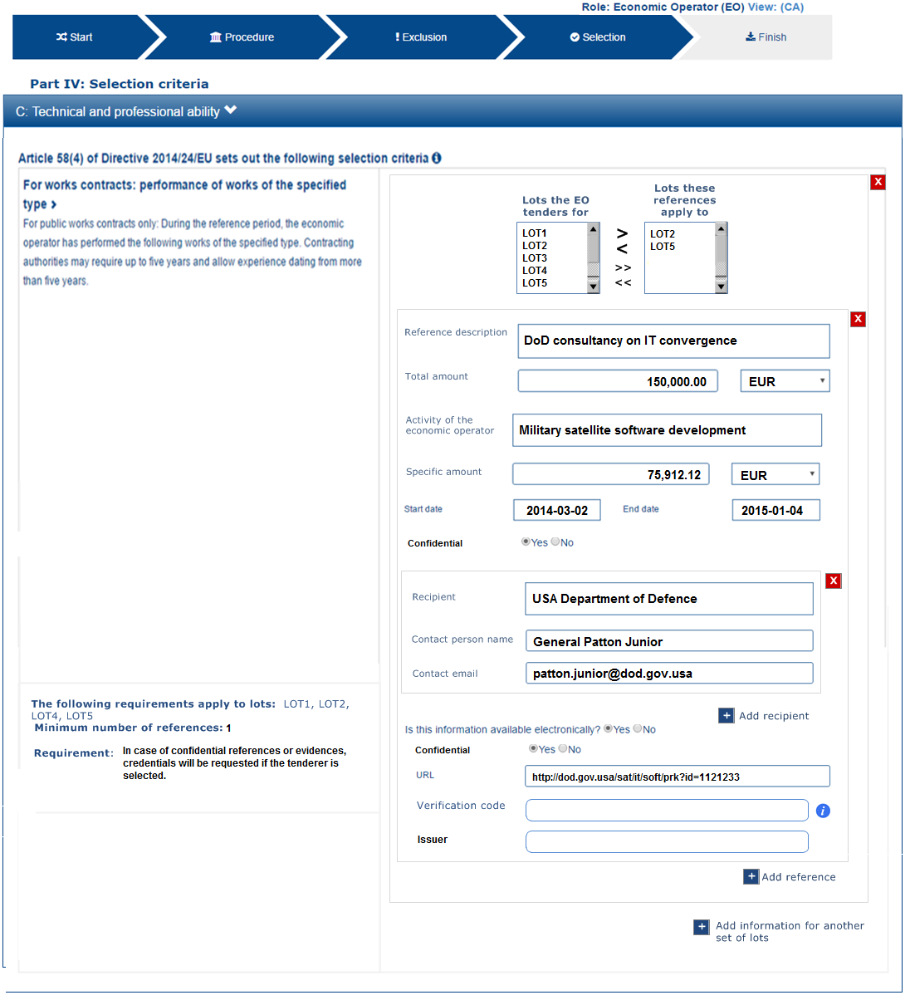 Role: Economic Operator (EO) View: (CA)
Start
Procedure
! Exclusion
Selection
Finish
Part IV: Selection criteria
C: Technical and professional ability
Article 58(4) of Directive 2014/24/EU sets out the following selection criteria
For works contracts: performance of works of the specified
type >
For public works contracts only: During the reference period, the economic
operator has performed the following works of the specified type. Contracting
authorities may require up to five years and allow experience dating from more
than five years.
The following requirements apply to lots: LOT1, LOT2,
LOT4, LOT5
Minimum number of references: 1
Requirement: In case of confidential references or evidences,
credentials will be requested if the tenderer is
selected.
X
Lots the EO
tenders for
LOT1
LOT2
LOT3
LOT4
LOT5
>
<
>>
<<
Lots these
references
apply to
LOT2
LOT5
X
Reference description DoD consultancy on IT convergence
Total amount 150,000.00 EUR
Activity of the
economic operator
Military satellite software development
Specific amount 75,912.12 EUR
Start date 2014-03-02 End date 2015-01-04
Confidential Yes No
X
Recipient USA Department of Defence
Contact person name General Patton Junior
Contact email patton.junior@dod.gov.usa
+ Add recipient
Is this information available electronically? Yes No
Confidential Yes No
URL http://dod.gov.usa/sat/it/soft/prk?id=1121233
Verification code i
Issuer
+ Add reference
+ Add information for another
set of lots